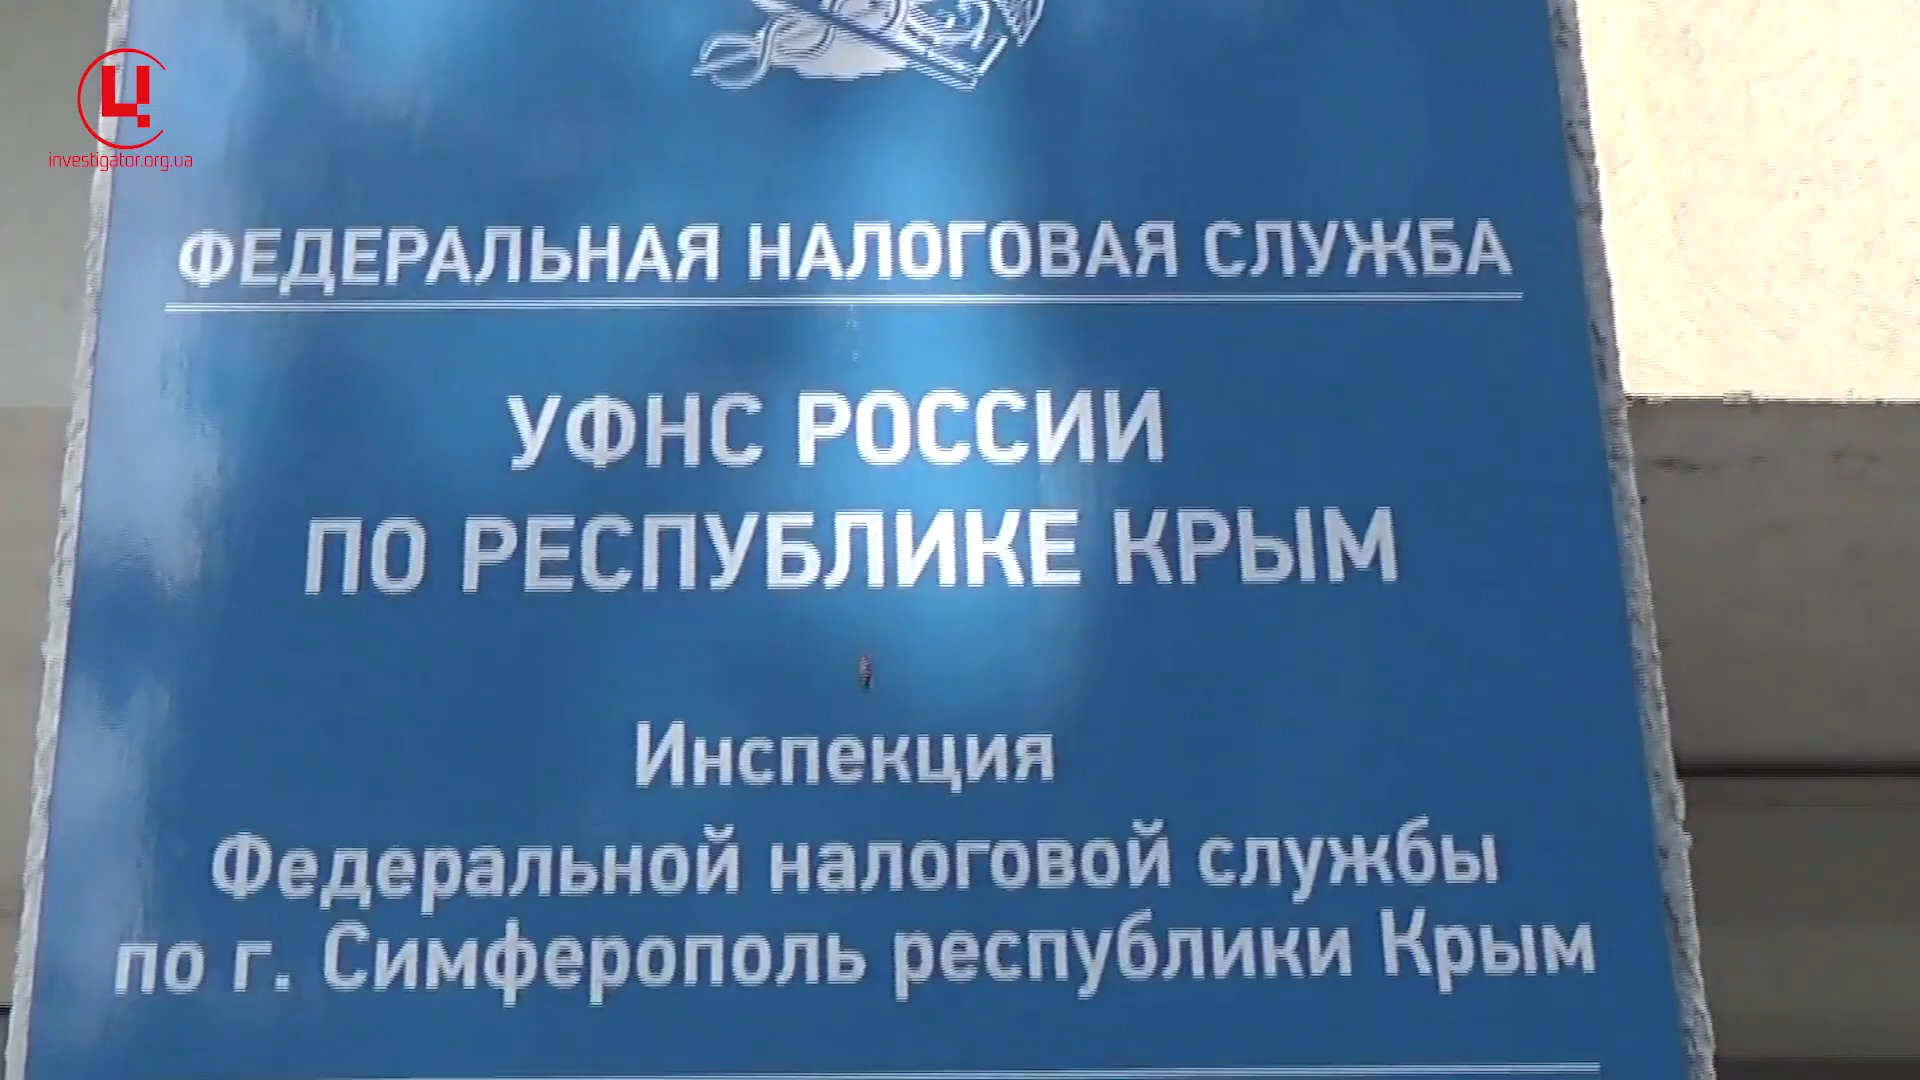 Ц
investigator.org.ua
ФЕДЕРАЛЬНАЯ НАЛОГОВАЯ СЛУЖБА
УФНС РОССИИ
ПО РЕСПУБЛИКЕ КРЫМ
Инспекция
Федеральной налоговой службы
по г. Симферополь республики Крым